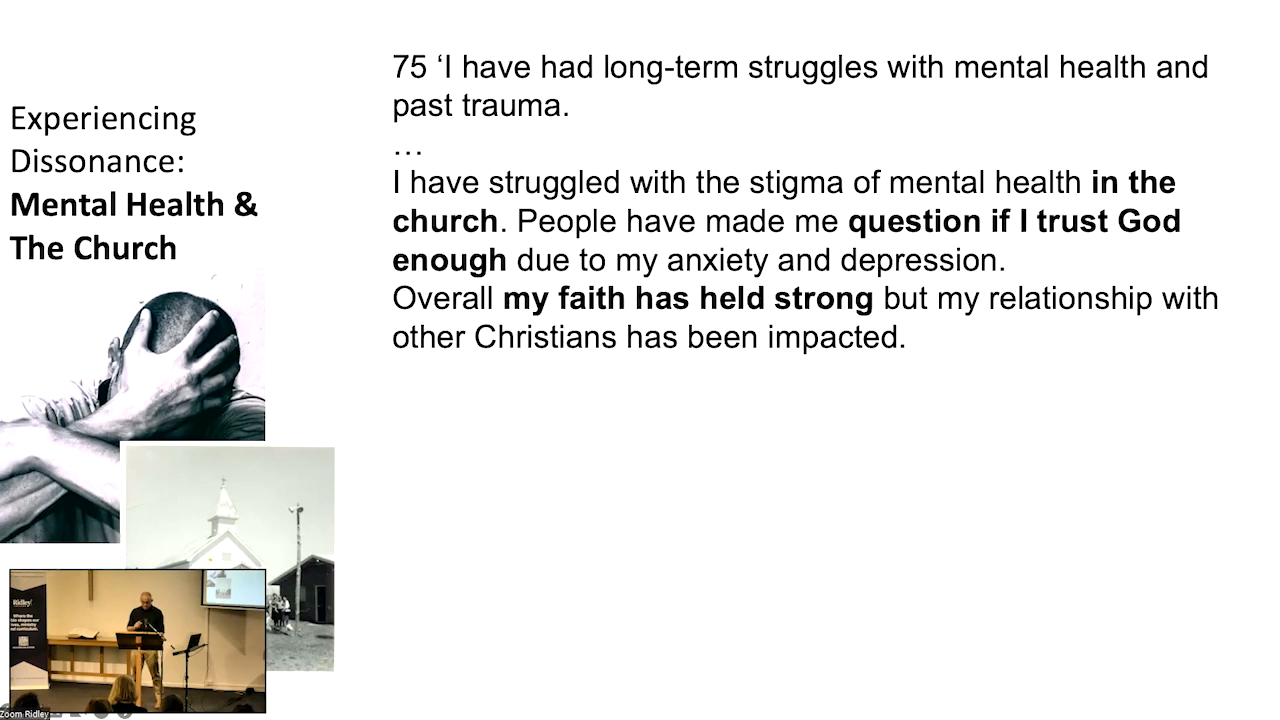 Experiencing
Dissonance:
Mental Health &
The Church
75 ‘I have had long-term struggles with mental health and
past trauma.
…
I have struggled with the stigma of mental health in the
church. People have made me question if I trust God
enough due to my anxiety and depression.
Overall my faith has held strong but my relationship with
other Christians has been impacted.
Ridley
Where the
Zoom Ridley